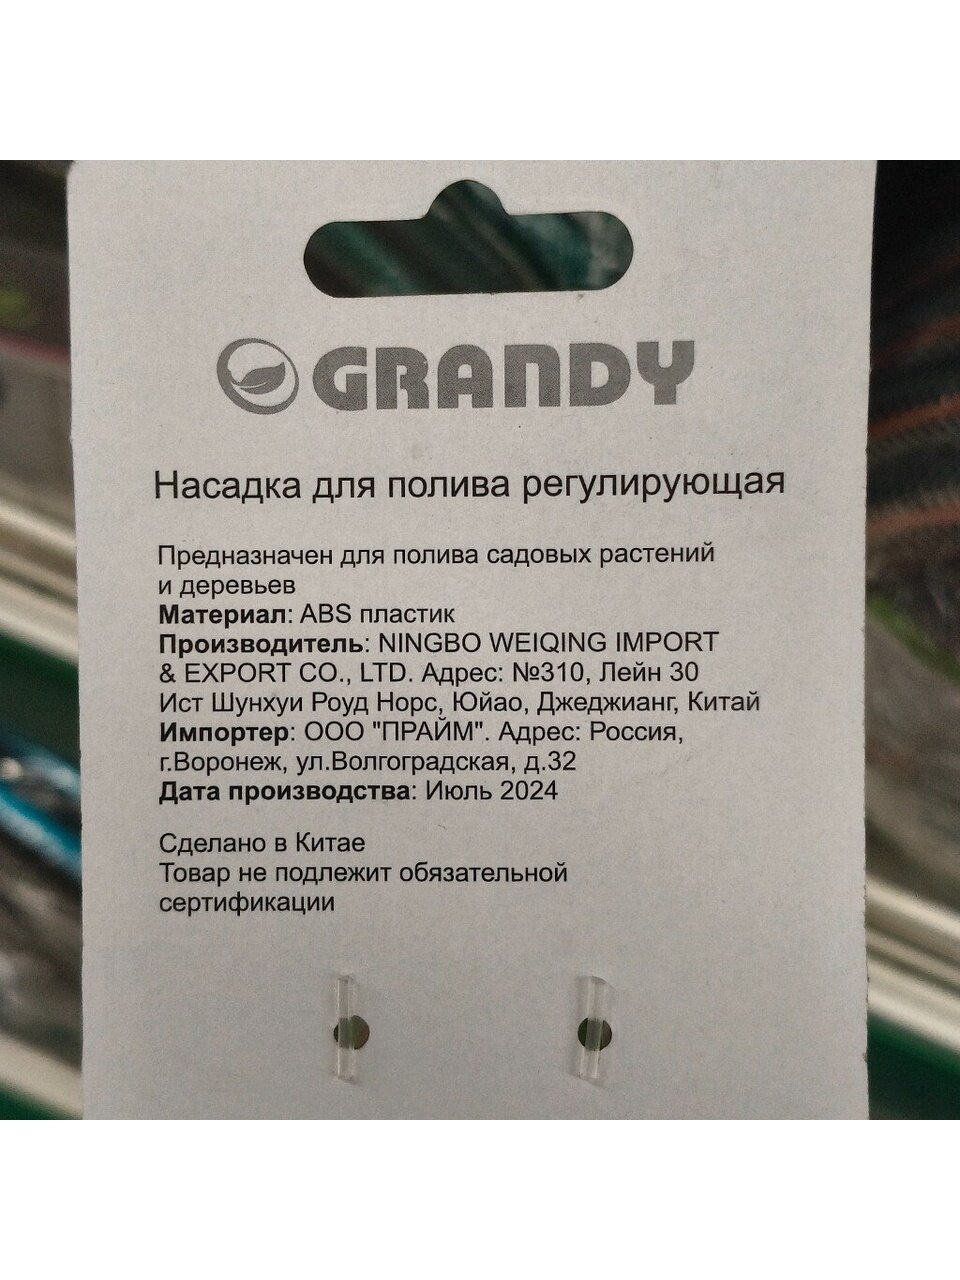 GRANDY
Насадка для полива регулирующая
Предназначен для полива садовых растений
и деревьев
Материал: ABS пластик
Производитель: NINGBO WEIQING IMPORT
& EXPORT CO., LTD. Адрес: №310, Лейн 30
Ист Шунхуи Роуд Норс, Юйао, Джеджианг, Китай
Импортер: ООО "ПРАЙМ". Адрес: Россия,
г.Воронеж, ул.Волгоградская, д.32
Дата производства: Июль 2024
Сделано в Китае
Товар не подлежит обязательной
сертификации